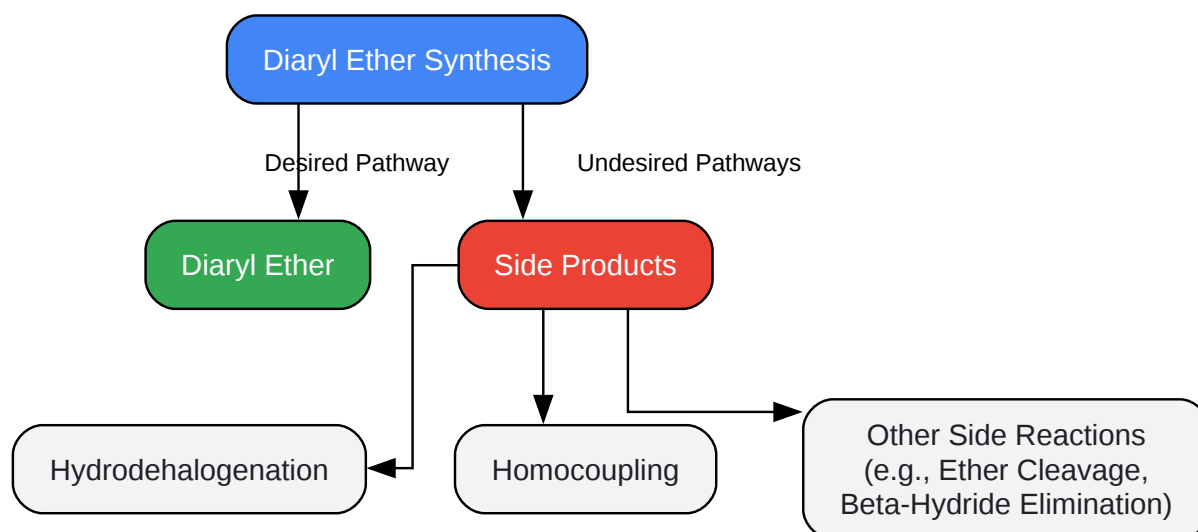 Diaryl Ether Synthesis
Desired Pathway
Undesired Pathways
Diaryl Ether
Side Products
Hydrodehalogenation
Homocoupling
Other Side Reactions
(e.g., Ether Cleavage,
Beta-Hydride Elimination)